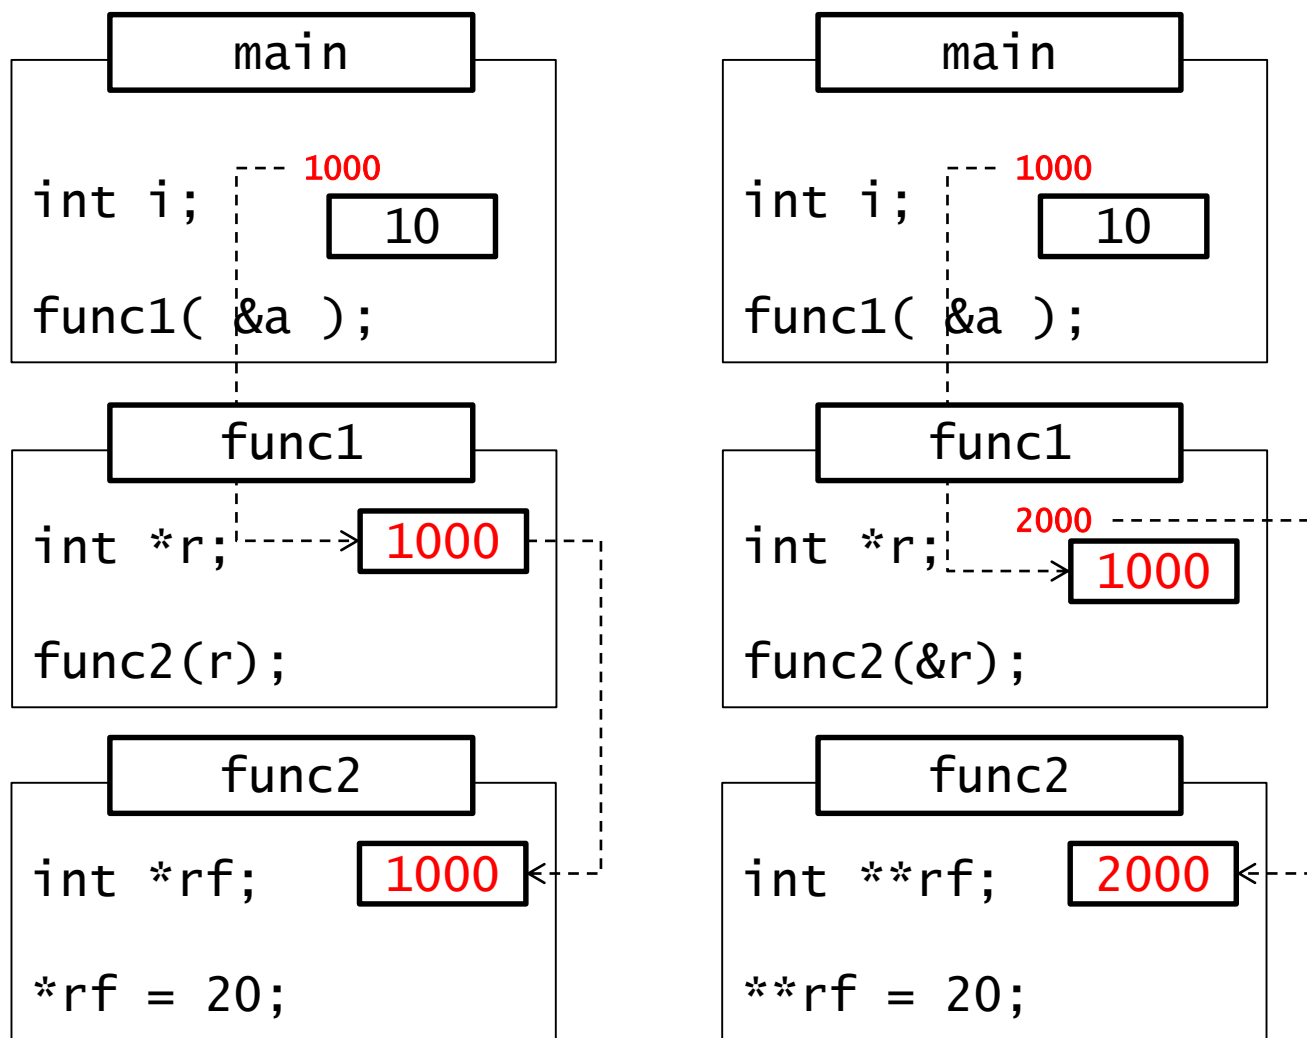 main
1000
int i;
10
func1( &a );
func1
int *r;
1000
func2(r);
func2
int *rf;
1000
*rf = 20;
main
1000
int i;
10
func1( &a );
func1
2000
int *r;
1000
func2(&r);
func2
int **rf;
2000
**rf = 20;